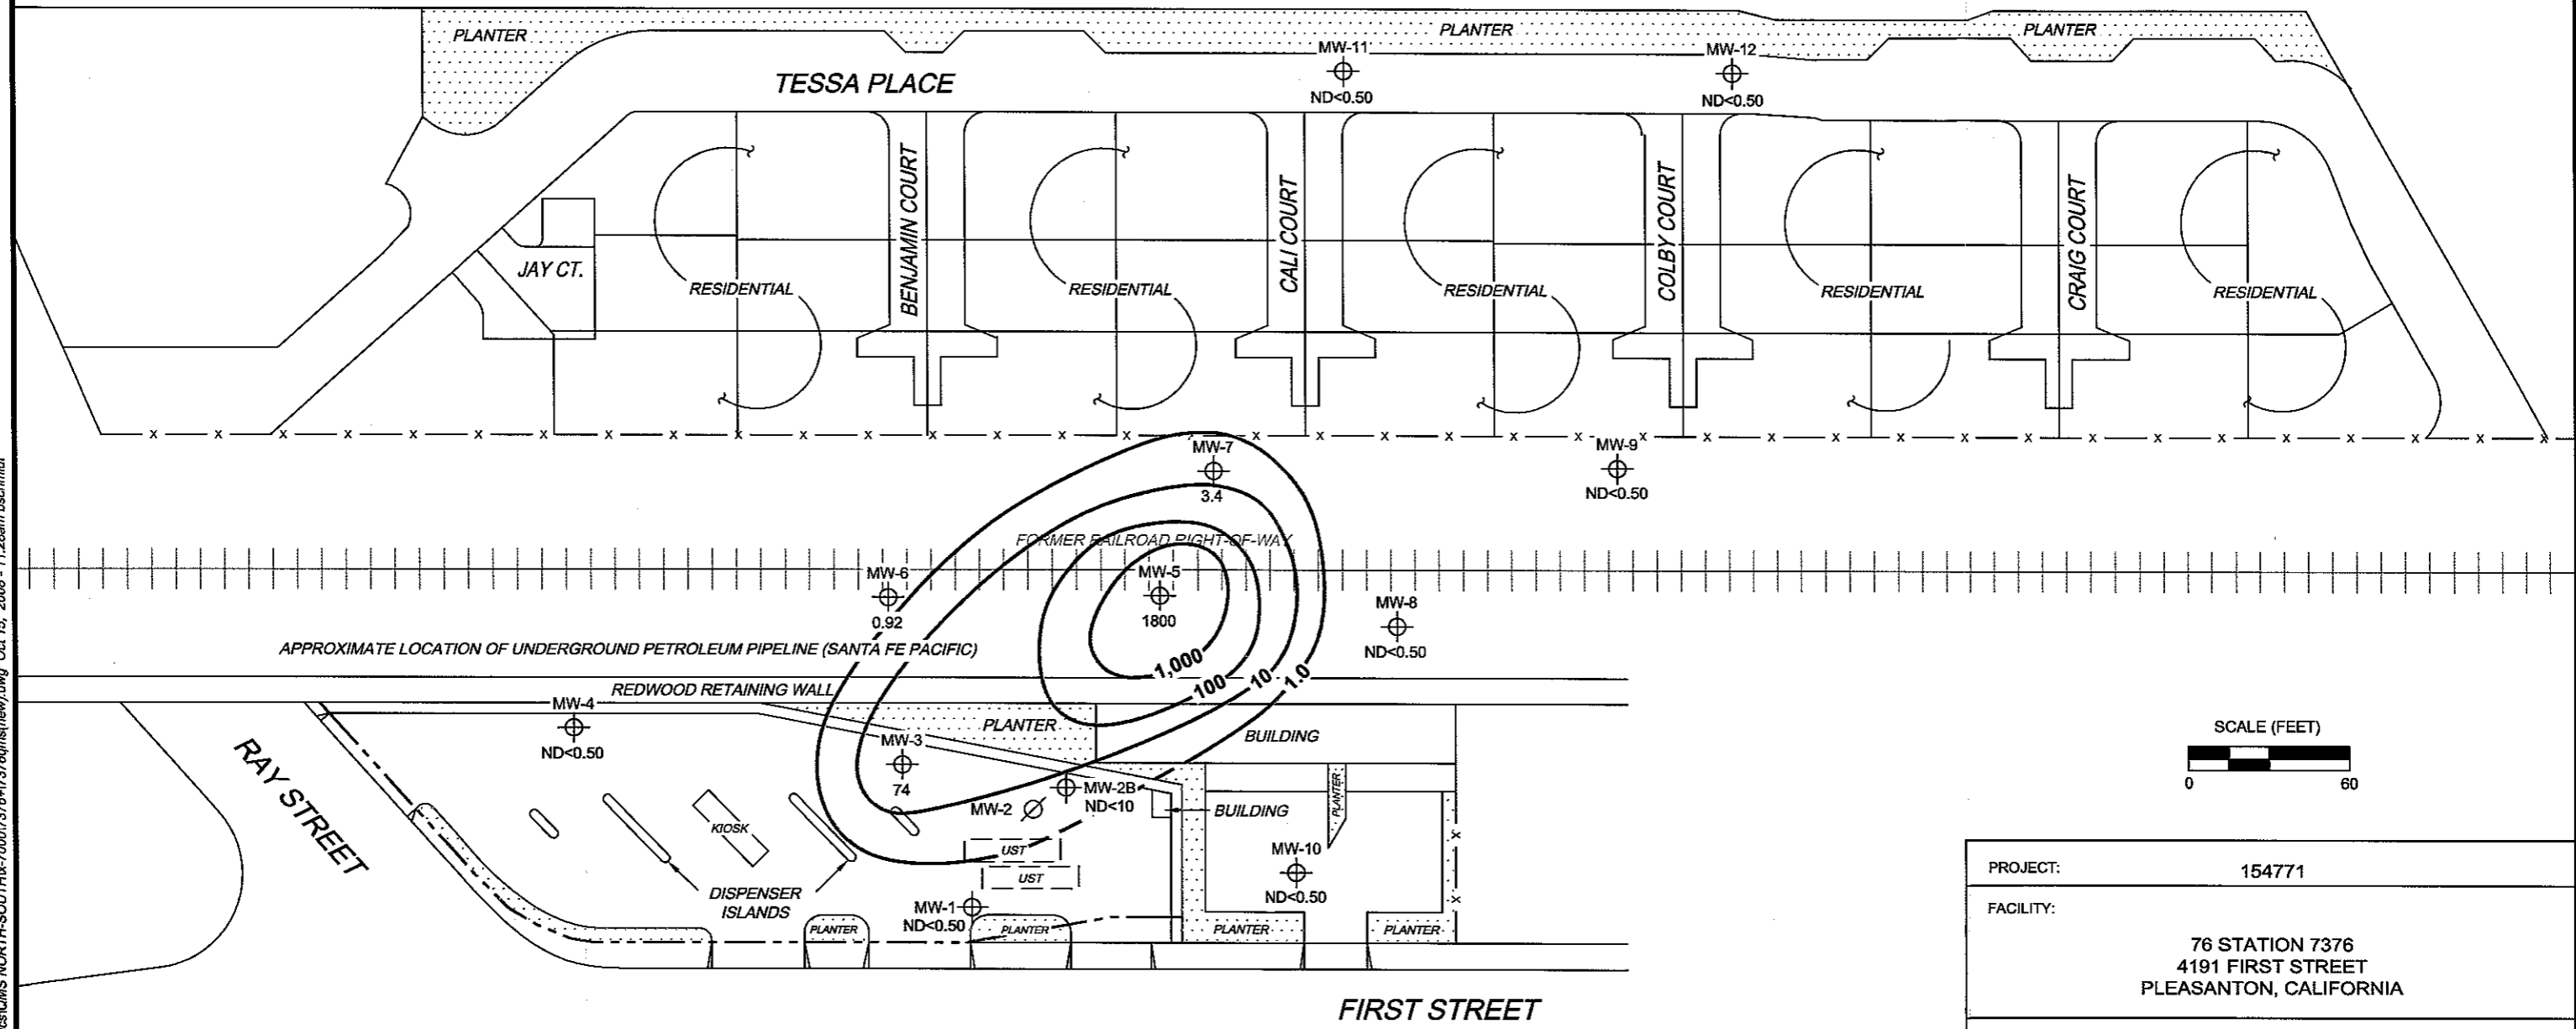 PLANTER
PLANTER
PLANTER
TESSA PLACE
MW-11
ND<0.50
MW-12
ND<0.50
JAY CT.
BENJAMIN COURT
CALI COURT
COLBY COURT
CRAIG COURT
RESIDENTIAL
RESIDENTIAL
RESIDENTIAL
RESIDENTIAL
RESIDENTIAL
MW-7
3.4
MW-9
ND<0.50
FORMER RAILROAD RIGHT-OF-WAY
MW-6
0.92
MW-5
1800
MW-8
ND<0.50
1,000
100
10
1.0
APPROXIMATE LOCATION OF UNDERGROUND PETROLEUM PIPELINE (SANTA FE PACIFIC)
REDWOOD RETAINING WALL
MW-4
ND<0.50
PLANTER
BUILDING
MW-3
74
RAY STREET
MW-2
MW-2B
ND<10
BUILDING
PLANTER
KIOSK
UST
UST
DISPENSER
ISLANDS
MW-10
ND<0.50
MW-1
ND<0.50
PLANTER
PLANTER
PLANTER
PLANTER
FIRST STREET
SCALE (FEET)
0 60
PROJECT: 154771
FACILITY:
76 STATION 7376
4191 FIRST STREET
PLEASANTON, CALIFORNIA